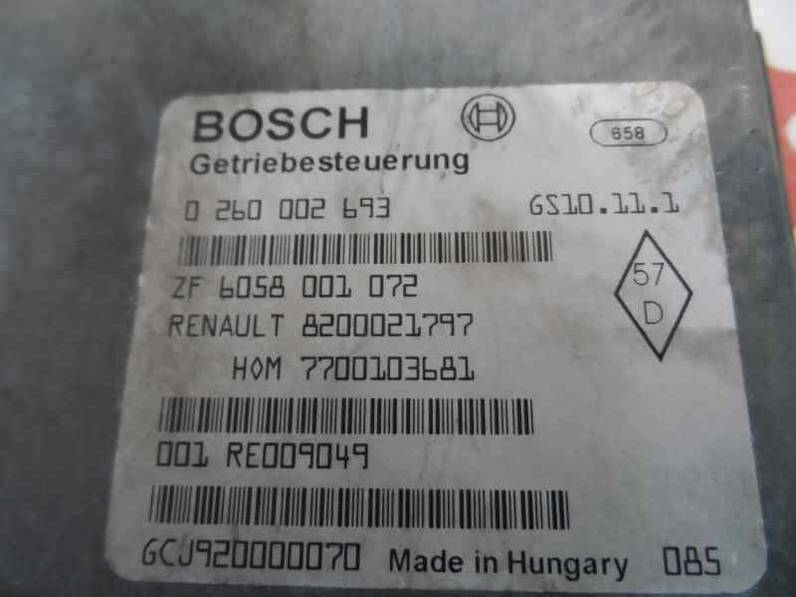 BOSCH
658
Getriebesteuerung
0 260 002 693 GS10.11.1
ZF 6058 001 072
57
D
RENAULT 8200021797
H◊M 7700103681
001 RE009049
GCJ920000070 Made in Hungary 085